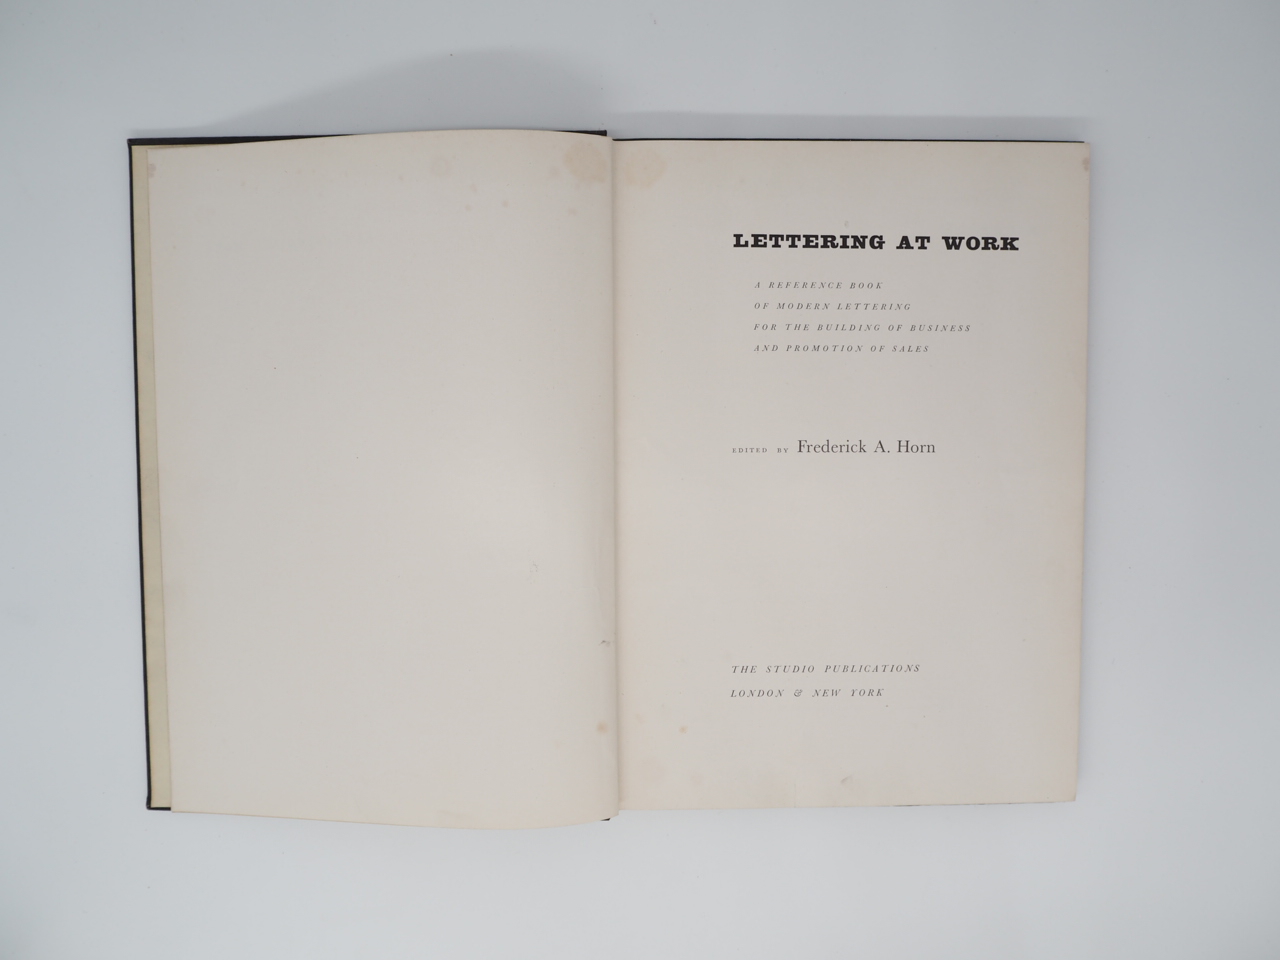 LETTERING AT WORK
A REFERENCE BOOK
OF MODERN LETTERING
FOR THE BUILDING OF BUSINESS
AND PROMOTION OF SALES
EDITED BY Frederick A. Horn
THE STUDIO PUBLICATIONS
LONDON & NEW YORK